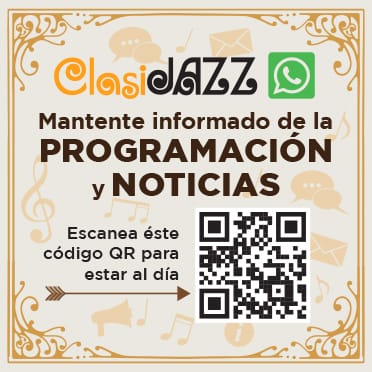 ClasiJAZZ
Mantente informado de la
PROGRAMACIÓN
y NOTICIAS
Escanea éste
código QR para
estar al día